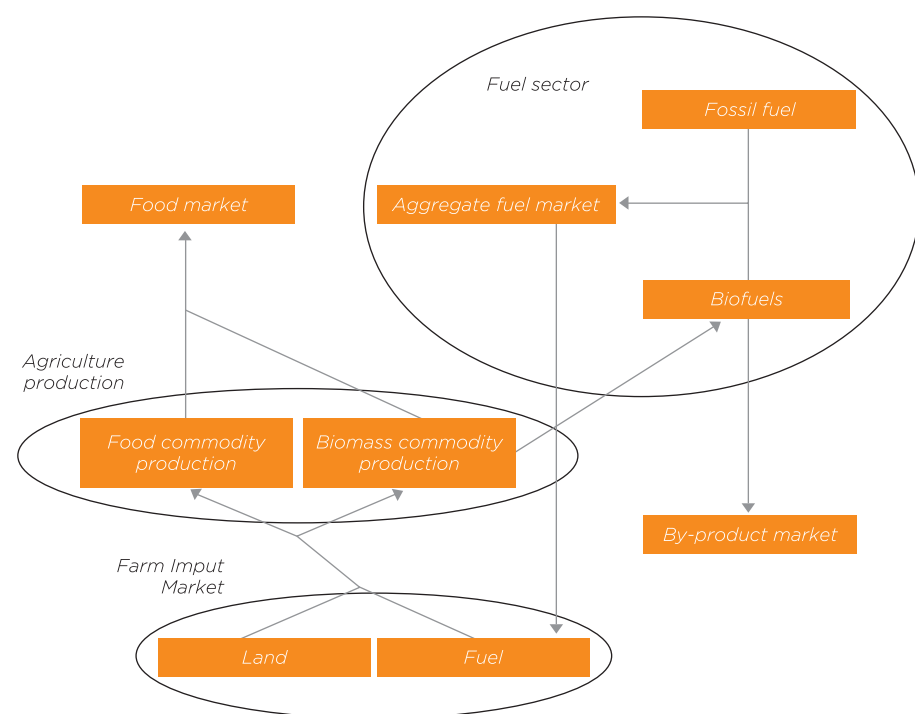 Fuel sector
Fossil fuel
Food market
Aggregate fuel market
Biofuels
Agriculture
production
Food commodity
production
Biomass commodity
production
By-product market
Farm Imput
Market
Land
Fuel